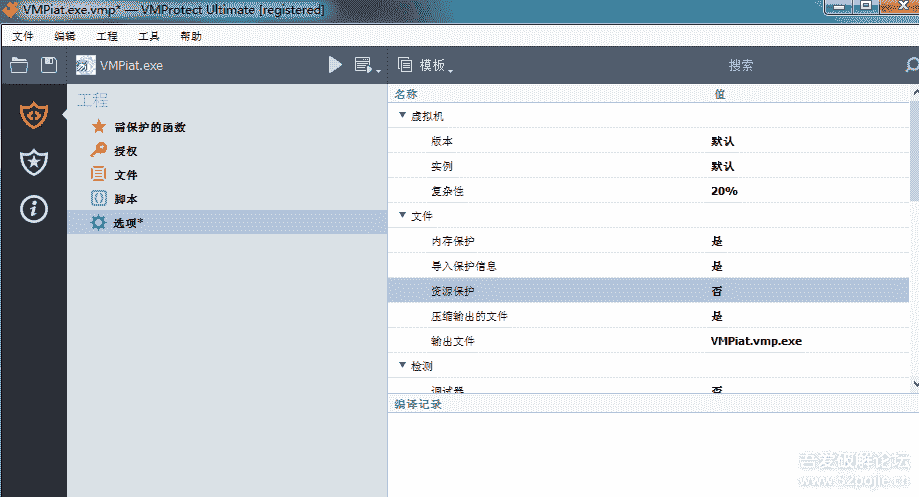 VMPiat.exe.vmp* — VMProtect Ultimate [registered]
文件 编辑 工程 工具 帮助
VMPiat.exe 模板 搜索
工程
需保护的函数
授权
文件
脚本
选项*
名称 值
虚拟机
版本 默认
实例 默认
复杂性 20%
文件
内存保护 是
导入保护信息 是
资源保护 否
压缩输出的文件 是
输出文件 VMPiat.vmp.exe
检测
调试器 否
编译记录
吾爱破解论坛
www.52pojie.cn